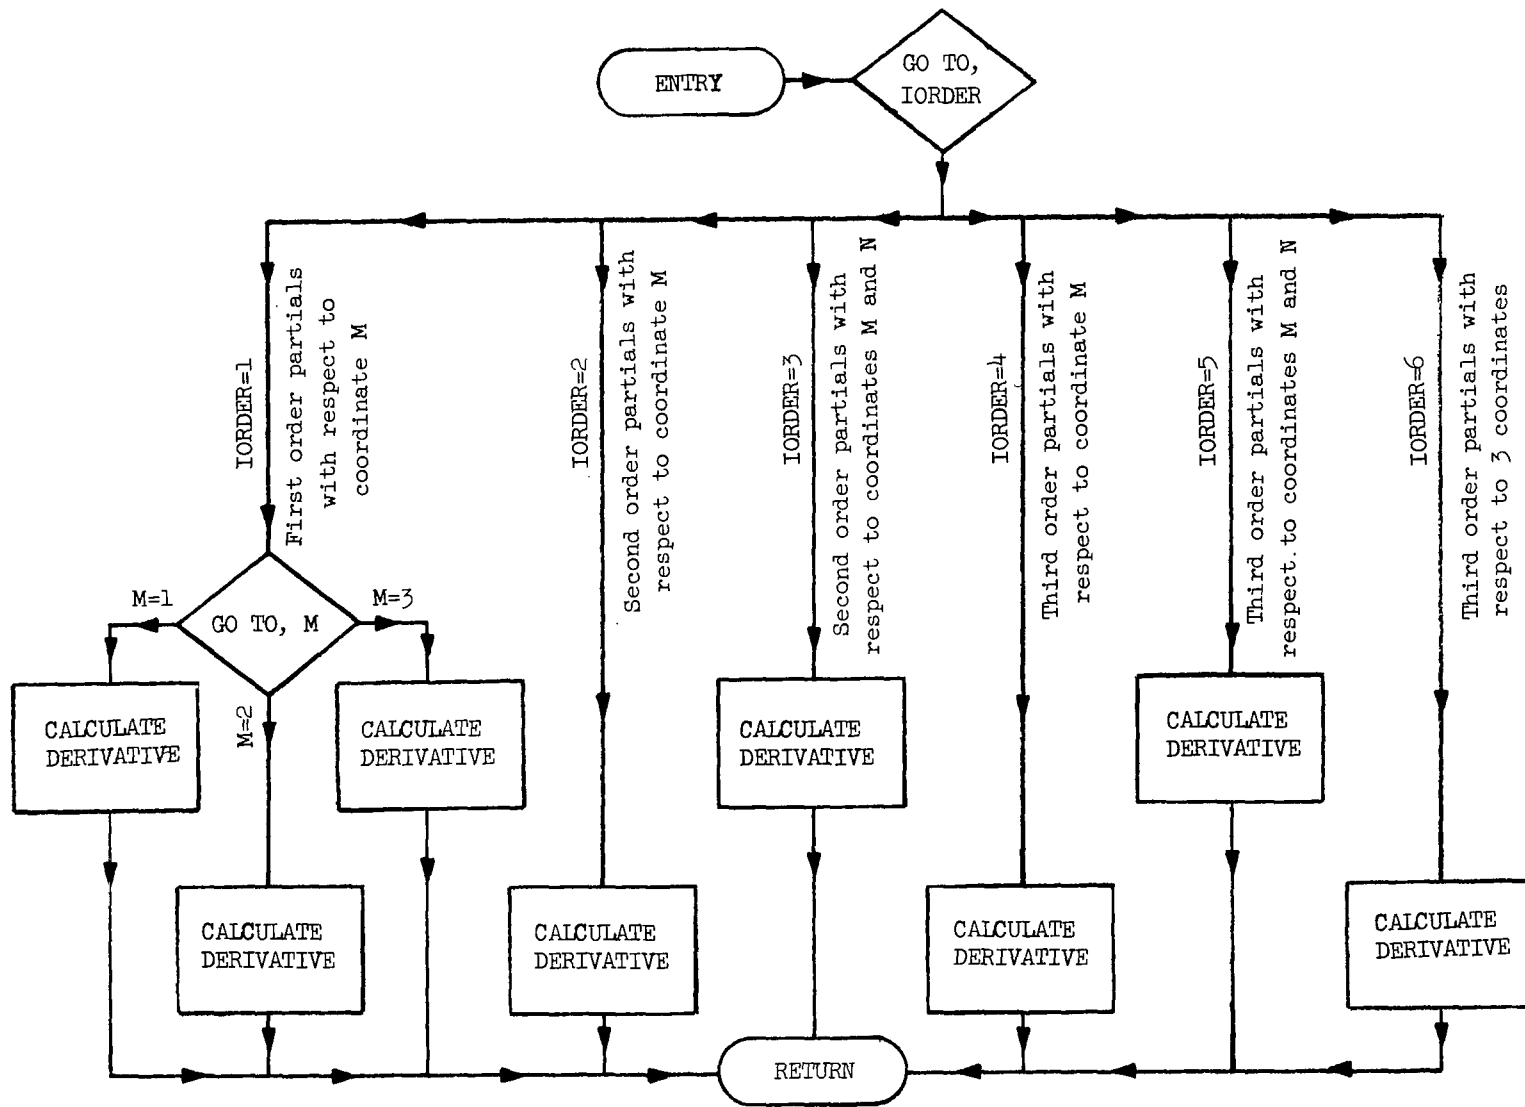 ENTRY
GO TO,
IORDER
IORDER=1
First order partials
with respect to
coordinate M
IORDER=2
Second order partials with
respect to coordinate M
IORDER=3
Second order partials with
respect to coordinates M and N
IORDER=4
Third order partials with
respect to coordinate M
IORDER=5
Third order partials with
respect.to coordinates M and N
IORDER=6
Third order partials with
respect to 3 coordinates
M=1
GO TO, M
M=3
M=2
CALCULATE
DERIVATIVE
CALCULATE
DERIVATIVE
CALCULATE
DERIVATIVE
CALCULATE
DERIVATIVE
CALCULATE
DERIVATIVE
CALCULATE
DERIVATIVE
CALCULATE
DERIVATIVE
CALCULATE
DERIVATIVE
RETURN